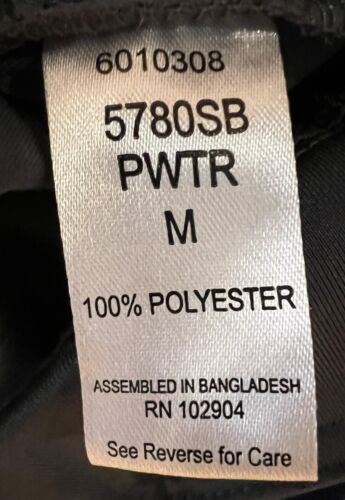 6010308
5780SB
PWTR
M
100% POLYESTER
ASSEMBLED IN BANGLADESH
RN 102904
See Reverse for Care